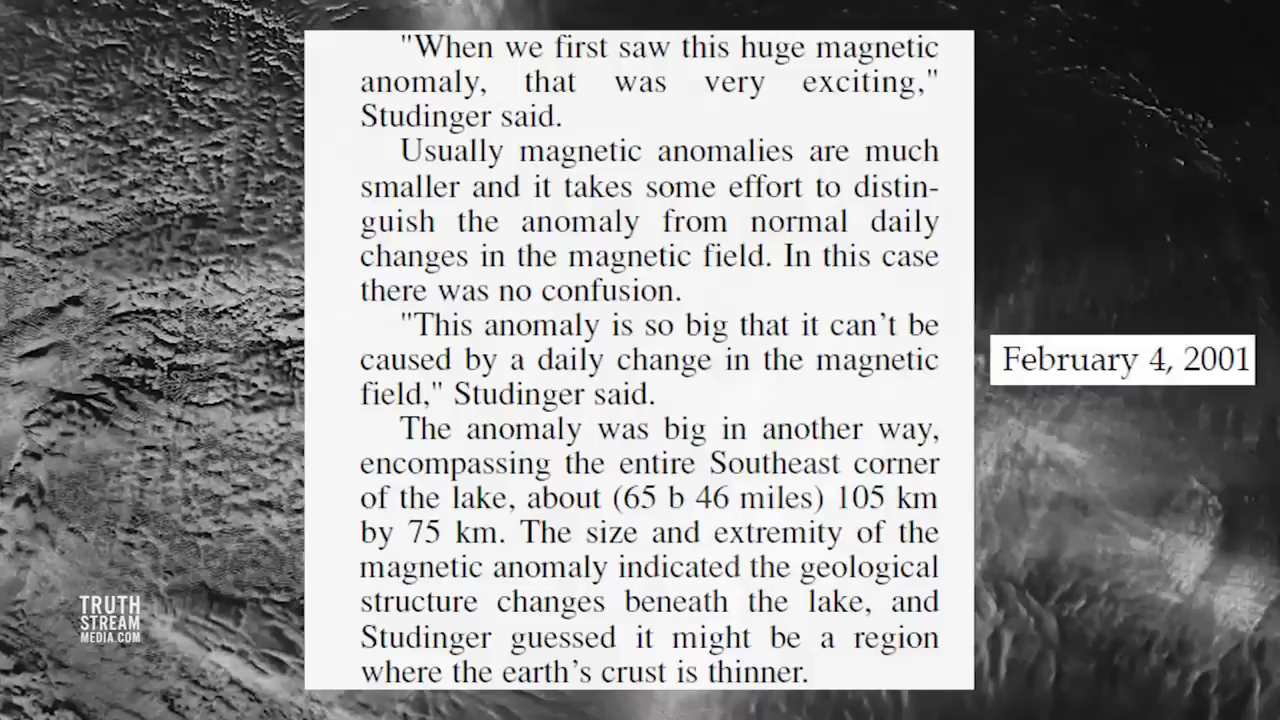 "When we first saw this huge magnetic
anomaly, that was very exciting,"
Studinger said.
Usually magnetic anomalies are much
smaller and it takes some effort to distin-
guish the anomaly from normal daily
changes in the magnetic field. In this case
there was no confusion.
"This anomaly is so big that it can't be
caused by a daily change in the magnetic
field," Studinger said.
The anomaly was big in another way,
encompassing the entire Southeast corner
of the lake, about (65 b 46 miles) 105 km
by 75 km. The size and extremity of the
magnetic anomaly indicated the geological
structure changes beneath the lake, and
Studinger guessed it might be a region
where the earth's crust is thinner.
February 4, 2001
TRUTH
STREAM
MEDIA.COM